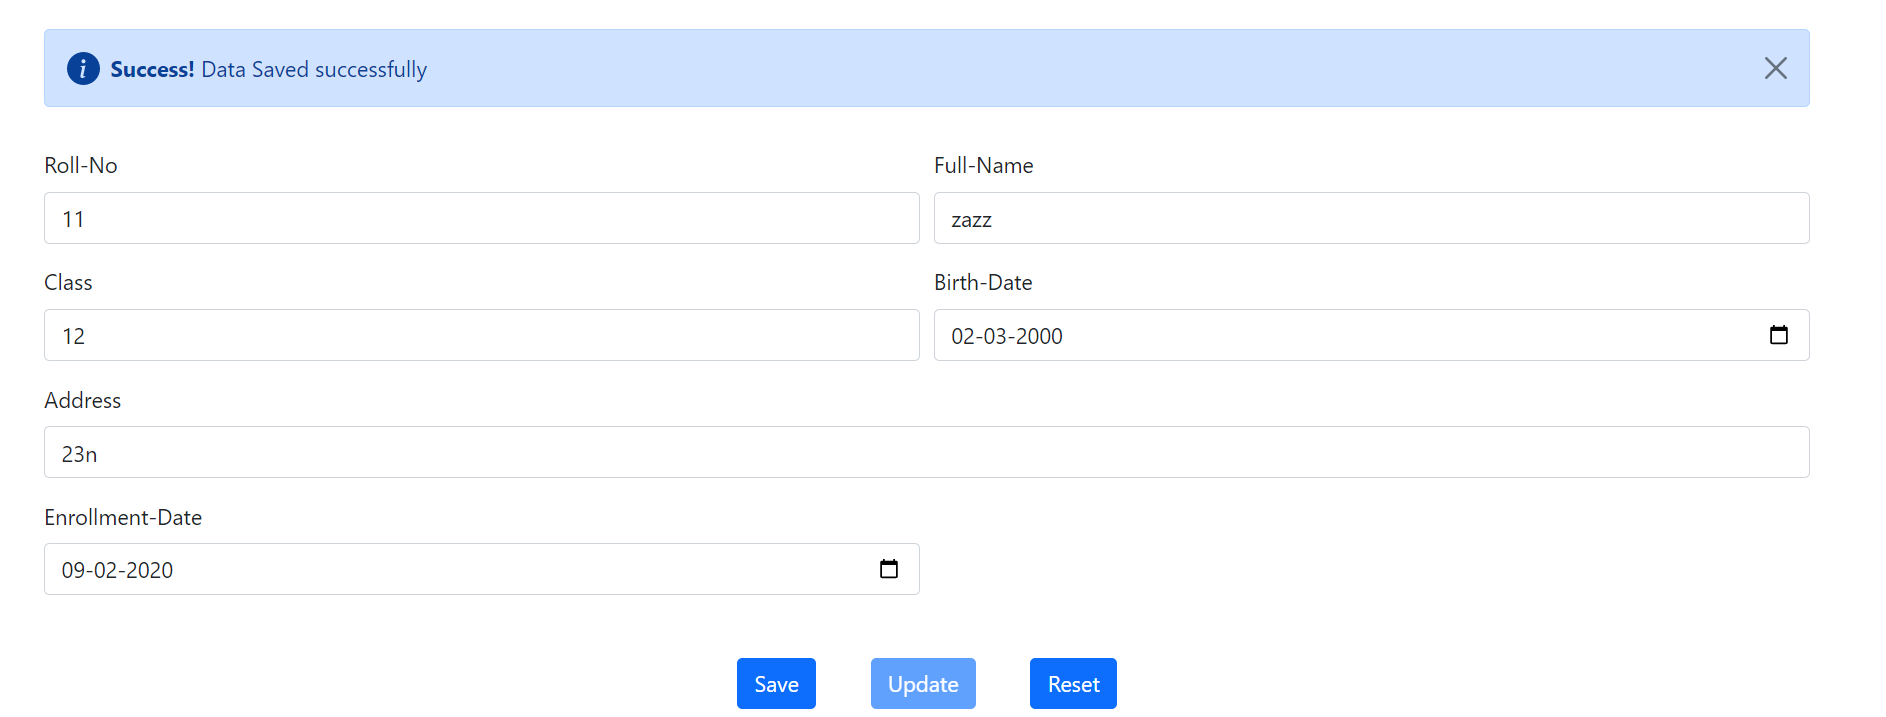 Success! Data Saved successfully
Roll-No Full-Name
11 zazz
Class Birth-Date
12 02-03-2000
Address
23n
Enrollment-Date
09-02-2020
Save Update Reset